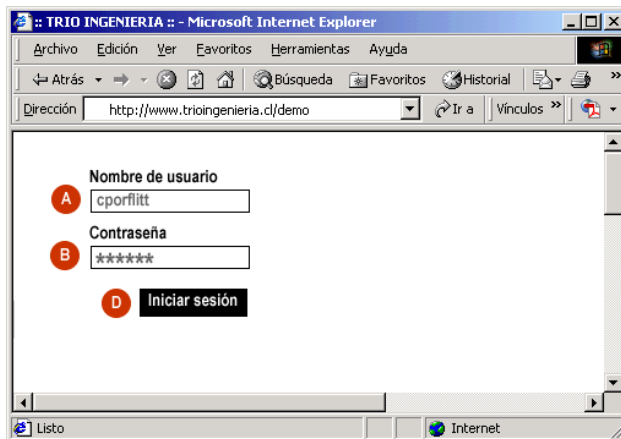 :: TRIO INGENIERIA :: - Microsoft Internet Explorer
Archivo Edición Ver Favoritos Herramientas Ayuda
Atrás Búsqueda Favoritos Historial »
Dirección http://www.trioingenieria.cl/demo Ir a Vínculos »
Nombre de usuario
A cporflitt
Contraseña
B ******
D Iniciar sesión
Listo Internet